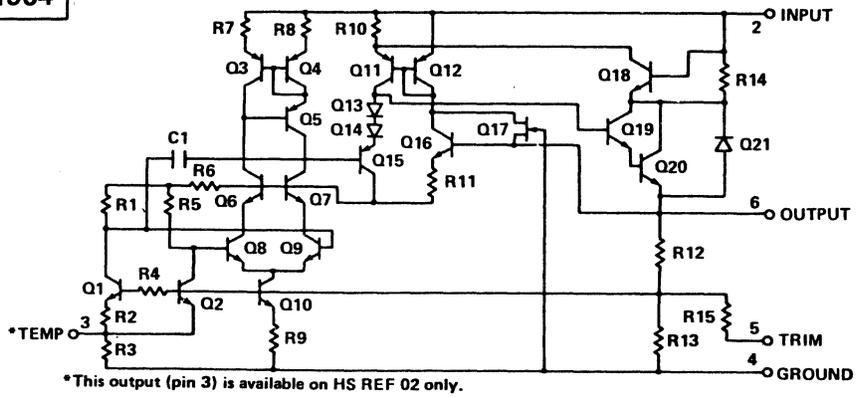 R7
R8
R10
2
INPUT
Q3
Q4
Q11
Q12
Q18
R14
Q13
Q14
Q5
Q16
Q17
Q19
Q21
C1
Q15
Q20
R6
R11
R1
R5
Q6
Q7
6
OUTPUT
Q8
Q9
R12
Q1
R4
Q2
Q10
R2
R15
5
*TEMP
3
R9
R13
TRIM
R3
4
GROUND
*This output (pin 3) is available on HS REF 02 only.